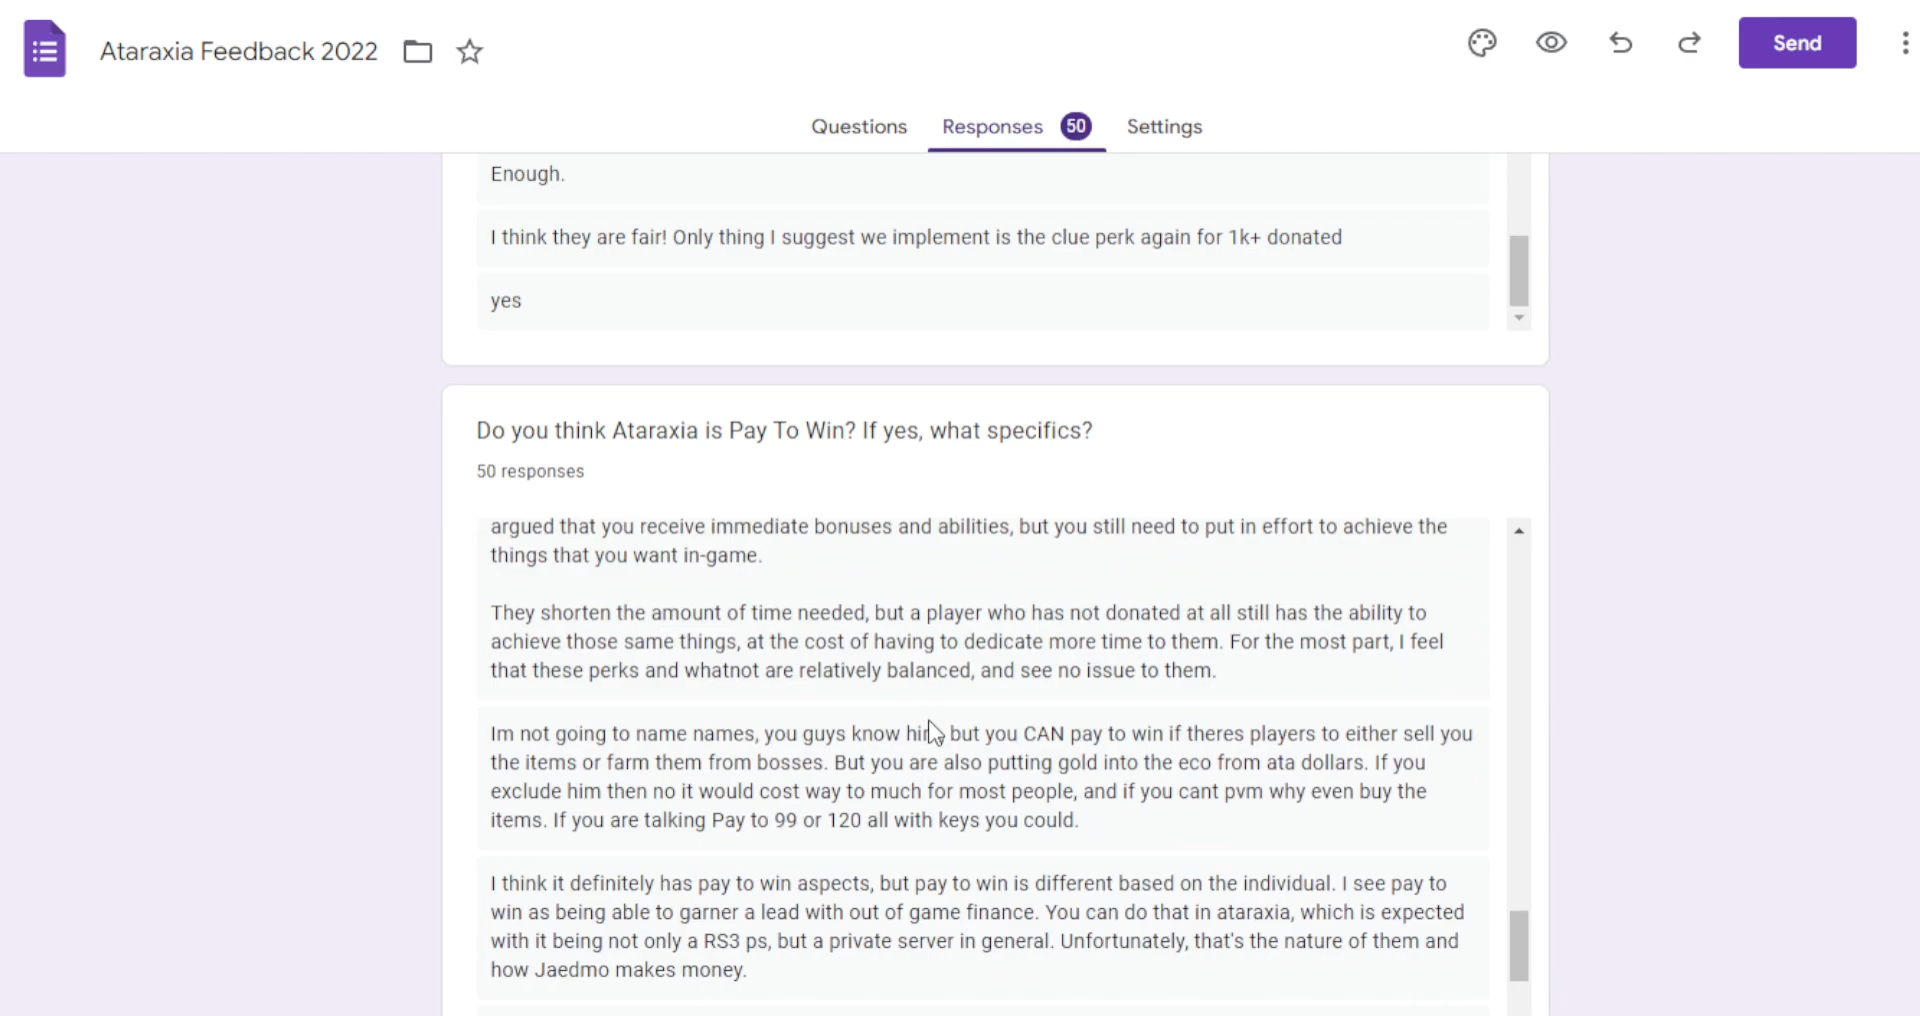 Ataraxia Feedback 2022
Send
Questions
Responses 50
Settings
Enough.
I think they are fair! Only thing I suggest we implement is the clue perk again for 1k+ donated
yes
Do you think Ataraxia is Pay To Win? If yes, what specifics?
50 responses
argued that you receive immediate bonuses and abilities, but you still need to put in effort to achieve the
things that you want in-game.
They shorten the amount of time needed, but a player who has not donated at all still has the ability to
achieve those same things, at the cost of having to dedicate more time to them. For the most part, I feel
that these perks and whatnot are relatively balanced, and see no issue to them.
Im not going to name names, you guys know him, but you CAN pay to win if theres players to either sell you
the items or farm them from bosses. But you are also putting gold into the eco from ata dollars. If you
exclude him then no it would cost way to much for most people, and if you cant pvm why even buy the
items. If you are talking Pay to 99 or 120 all with keys you could.
I think it definitely has pay to win aspects, but pay to win is different based on the individual. I see pay to
win as being able to garner a lead with out of game finance. You can do that in ataraxia, which is expected
with it being not only a RS3 ps, but a private server in general. Unfortunately, that's the nature of them and
how Jaedmo makes money.